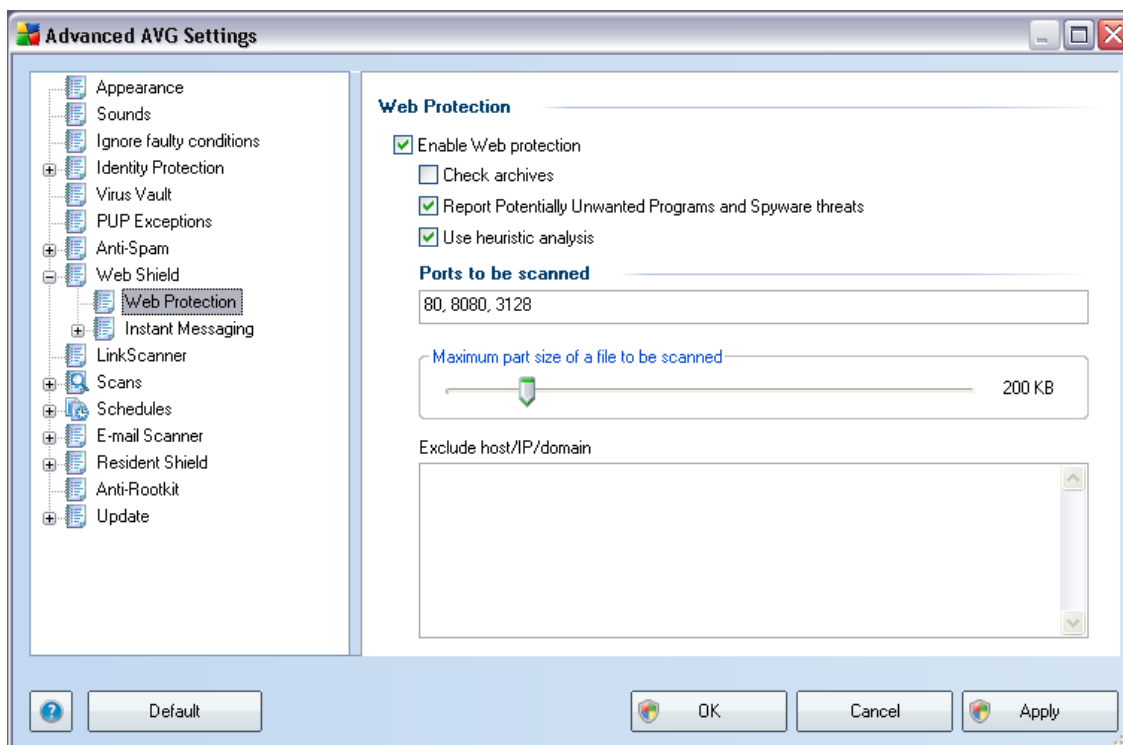 Advanced AVG Settings
Appearance
Sounds
Ignore faulty conditions
Identity Protection
Virus Vault
PUP Exceptions
Anti-Spam
Web Shield
Web Protection
Instant Messaging
LinkScanner
Scans
Schedules
E-mail Scanner
Resident Shield
Anti-Rootkit
Update
Web Protection
Enable Web protection
Check archives
Report Potentially Unwanted Programs and Spyware threats
Use heuristic analysis
Ports to be scanned
80, 8080, 3128
Maximum part size of a file to be scanned
200 KB
Exclude host/IP/domain
? Default OK Cancel Apply